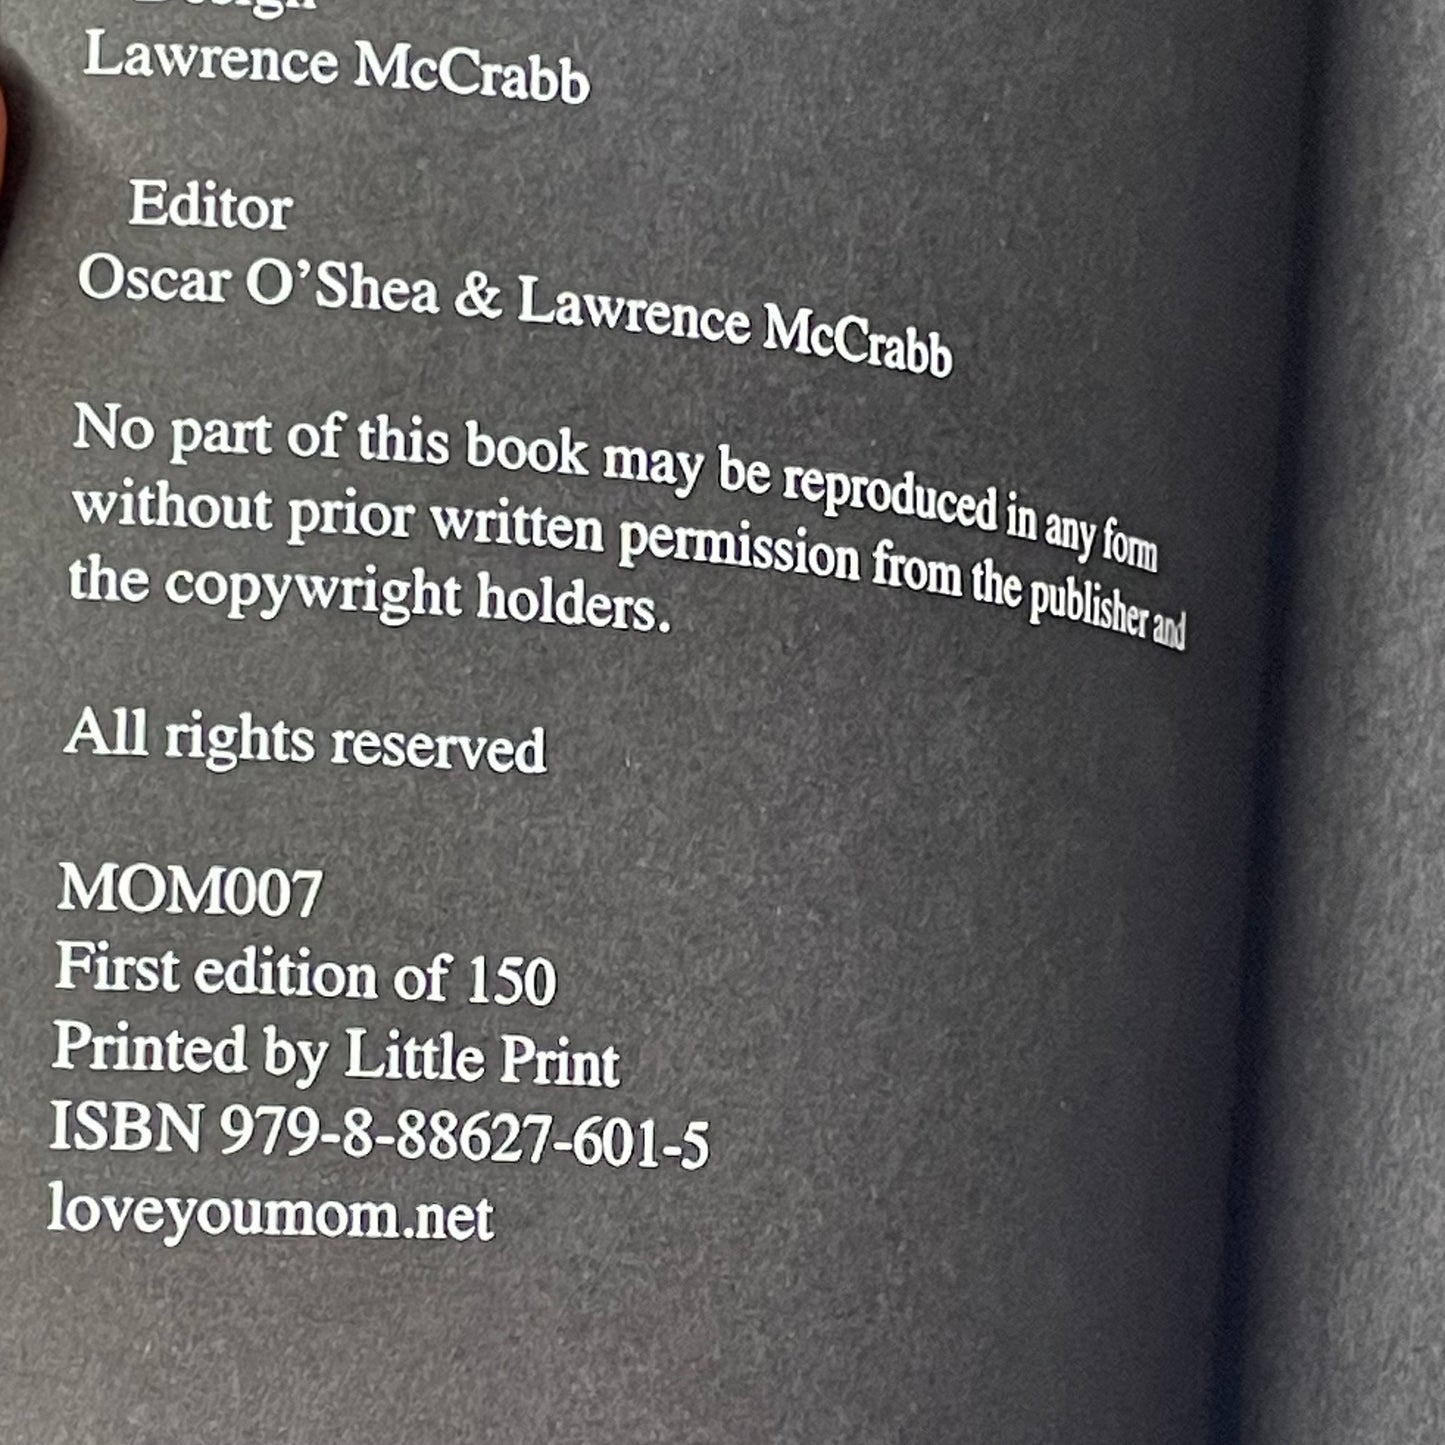 Design
Lawrence McCrabb
Editor
Oscar O’Shea & Lawrence McCrabb
No part of this book may be reproduced in any form
without prior written permission from the publisher and
the copywright holders.
All rights reserved
MOM007
First edition of 150
Printed by Little Print
ISBN 979-8-88627-601-5
loveyoumom.net